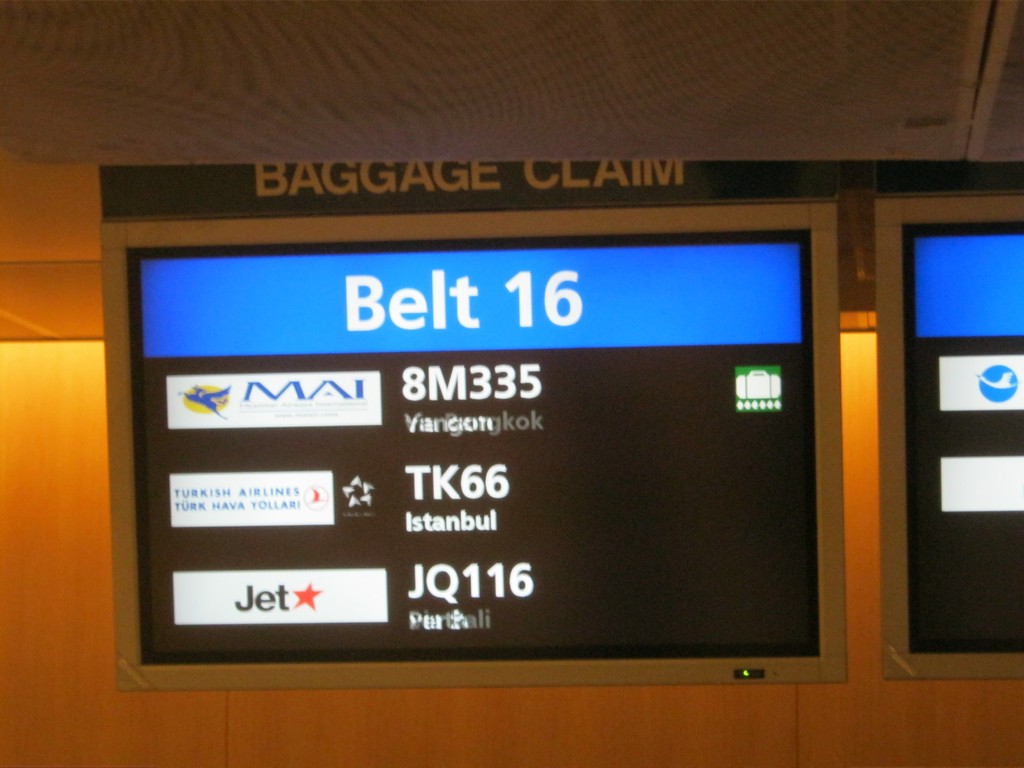 BAGGAGE CLAIM
Belt 16
MAI
8M335
TURKISH AIRLINES
TÜRK HAVA YOLLARI
TK66
Istanbul
Jet
JQ116